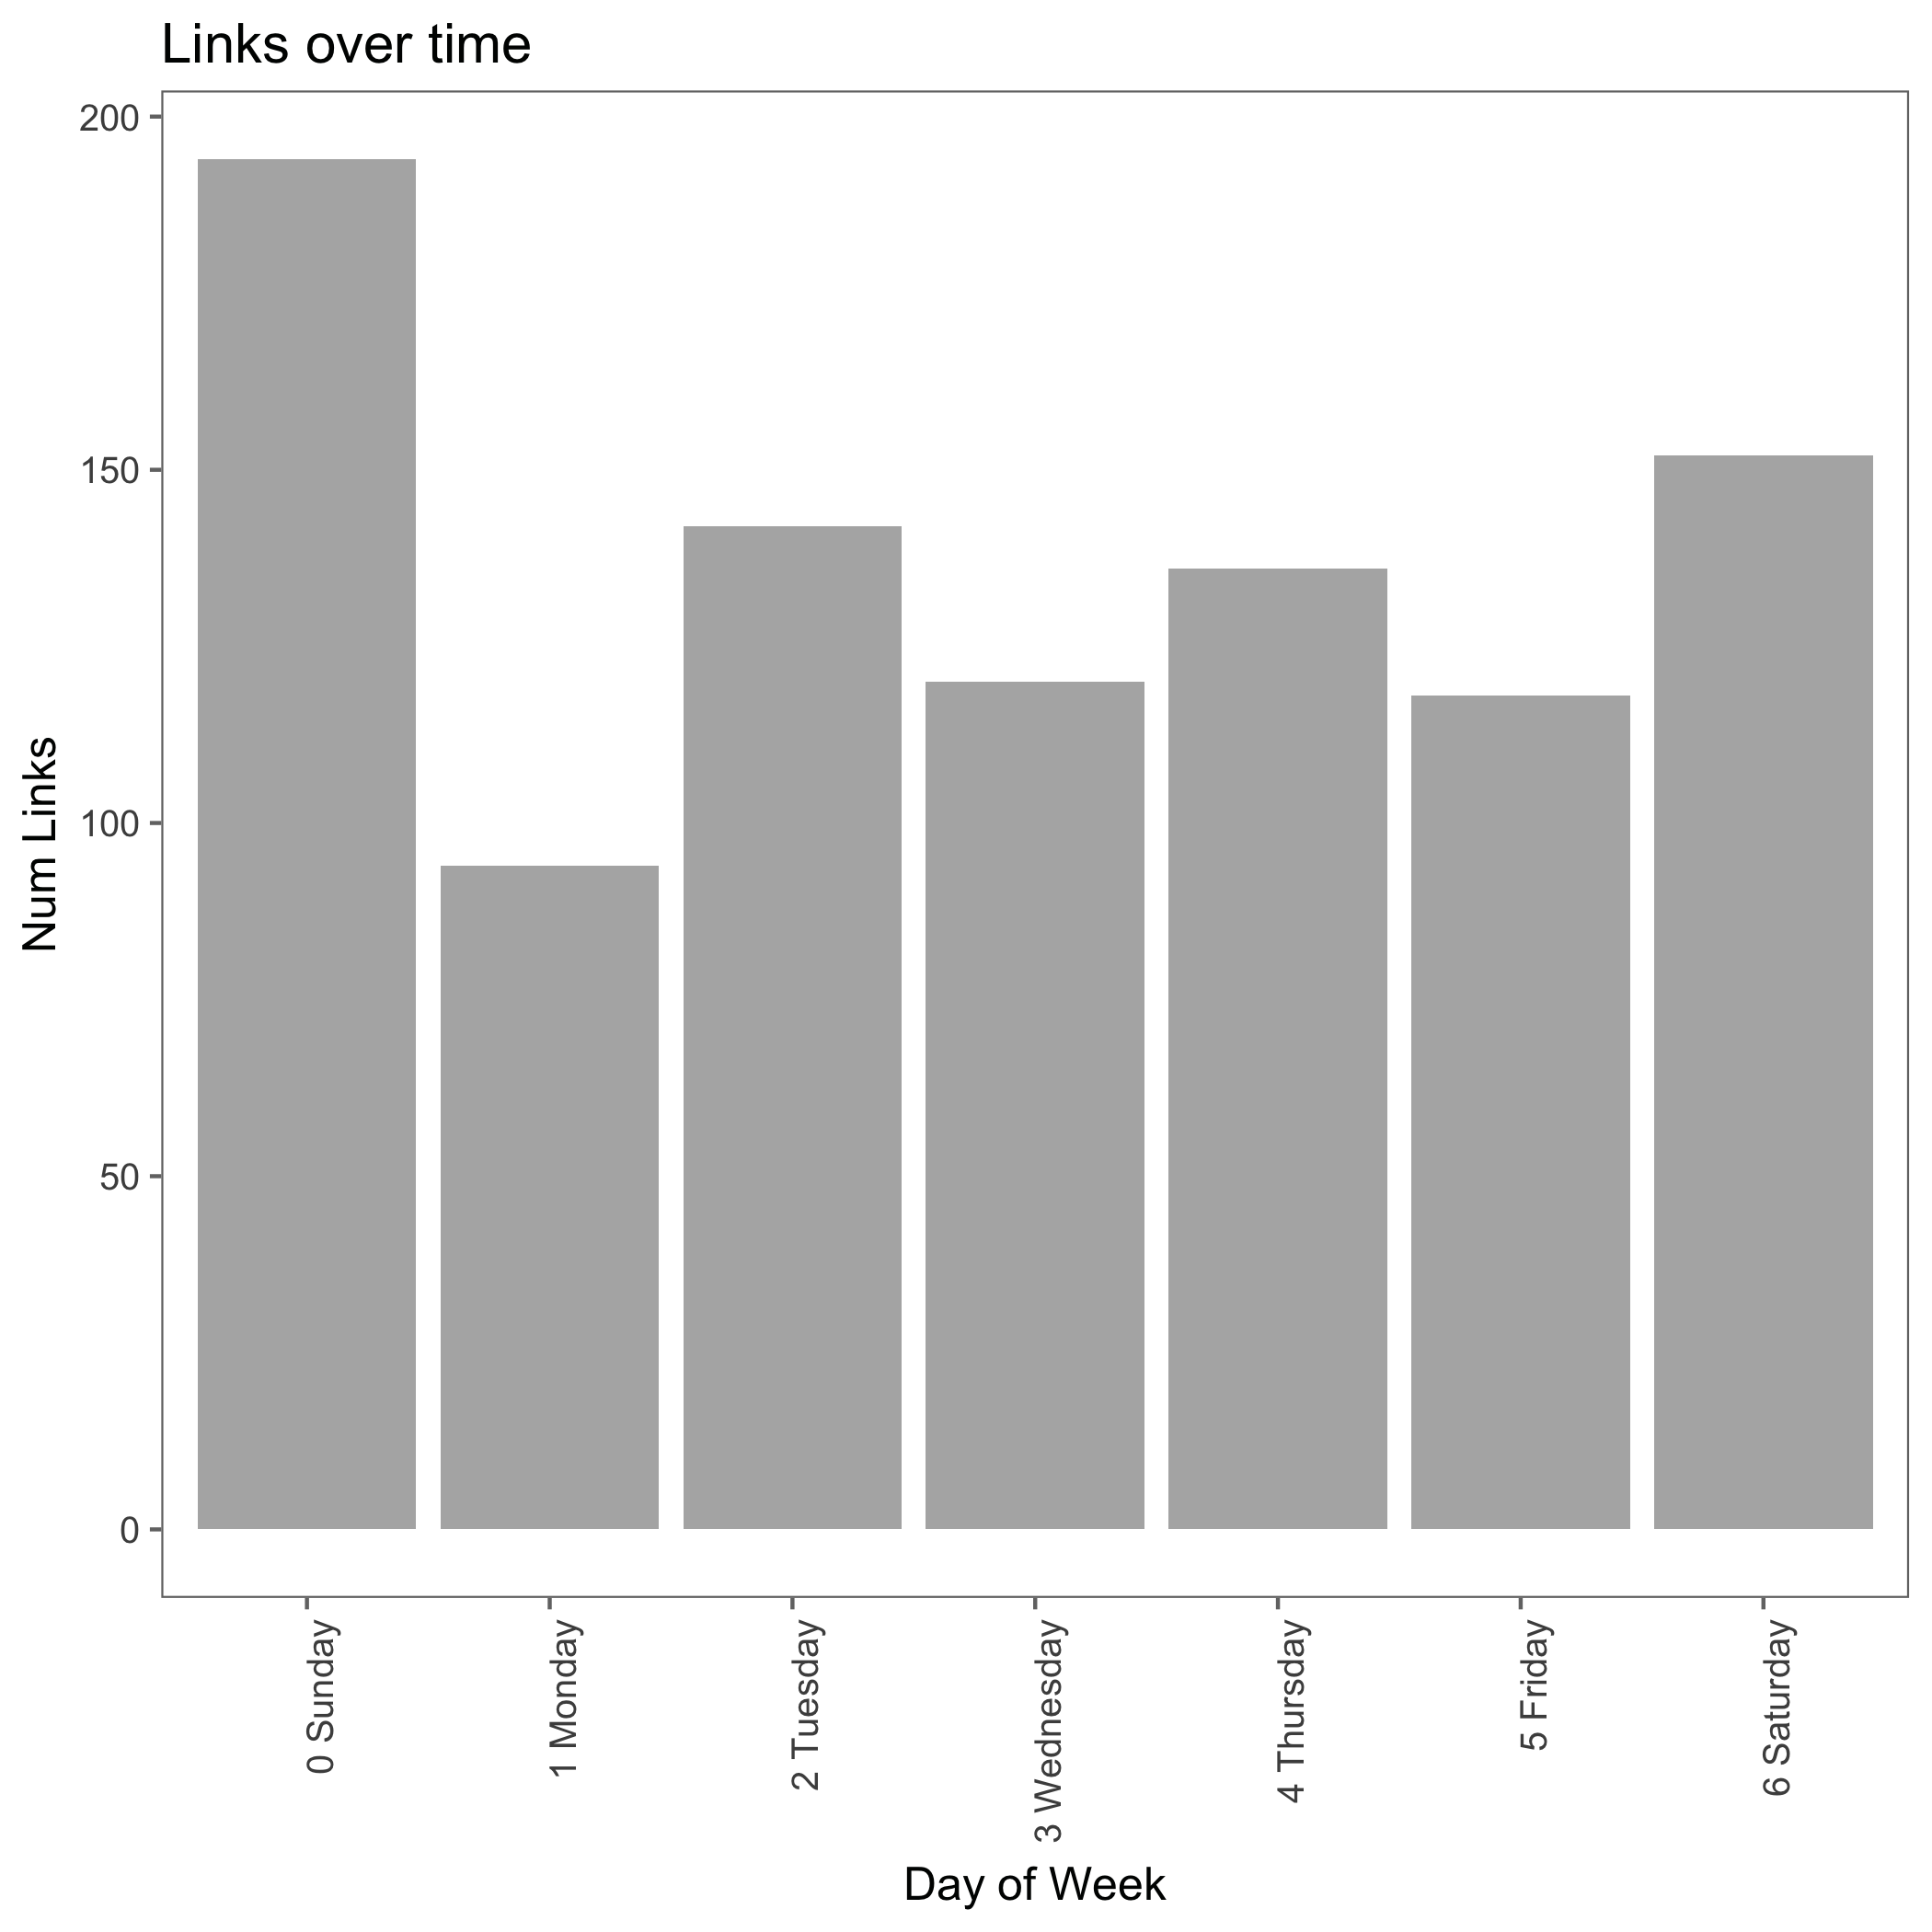 Links over time
200
150
100
50
0
Num Links
0 Sunday
1 Monday
2 Tuesday
3 Wednesday
4 Thursday
5 Friday
6 Saturday
Day of Week